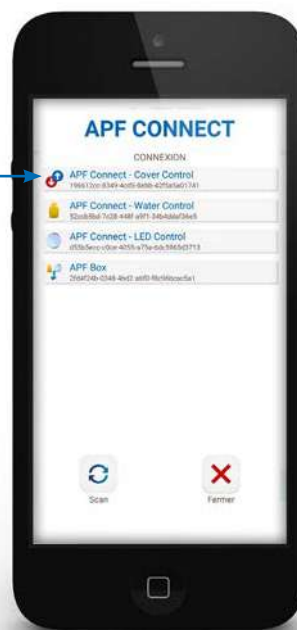 APF CONNECT
CONNEXION
APF Connect - Cover Control
APF Connect - Water Control
APF Connect - LED Control
APF Box
Scan
Fermer